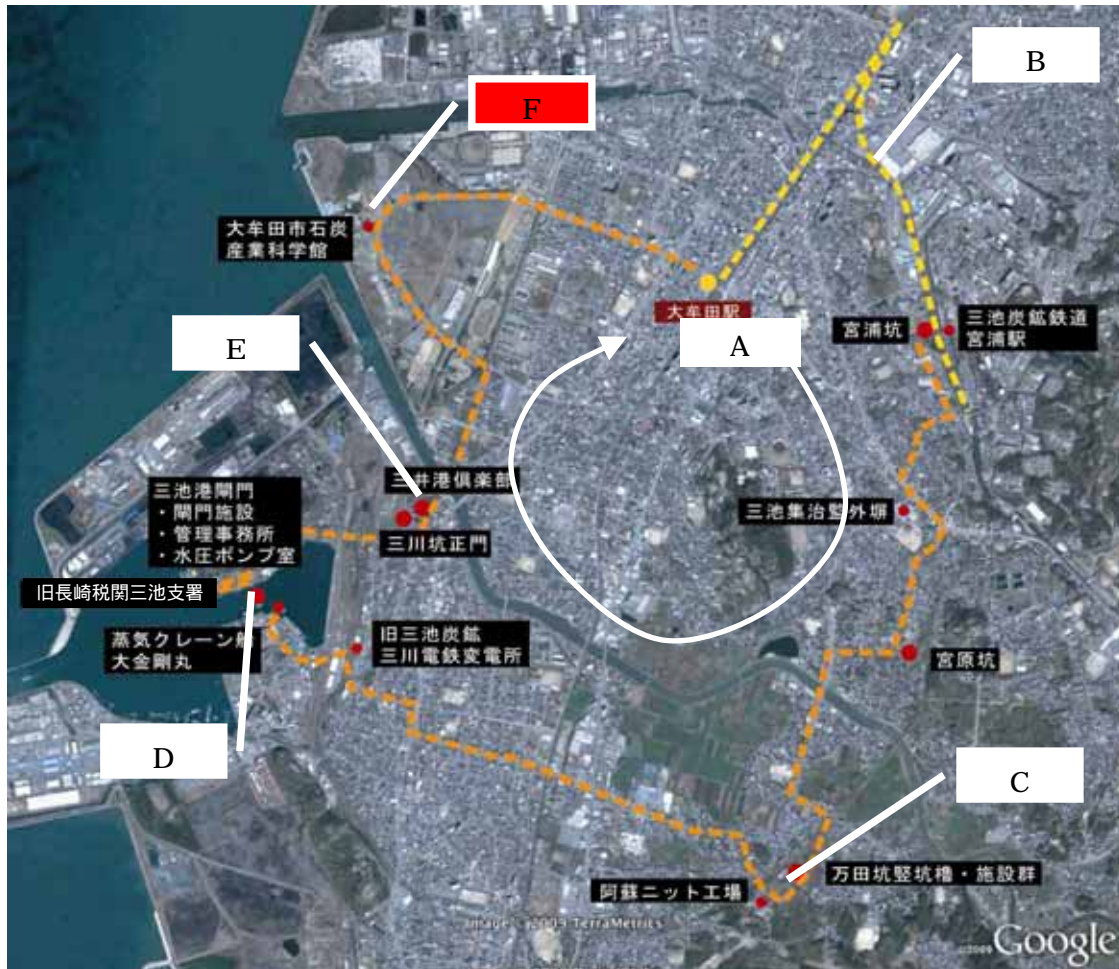 B
F
大牟田市石炭
産業科学館
大牟田駅
E
A
宮浦坑
三池炭鉱鉄道
宮浦駅
三井港倶楽部
三池港閘門
・閘門施設
・管理事務所
・水圧ポンプ室
三川坑正門
三池集治監外塀
旧長崎税関三池支署
蒸気クレーン船
大金剛丸
旧三池炭鉱
三川電鉄変電所
宮原坑
D
C
万田坑竪坑櫓・施設群
阿蘇ニット工場
Image © 2009 TerraMetrics
©2009 Google